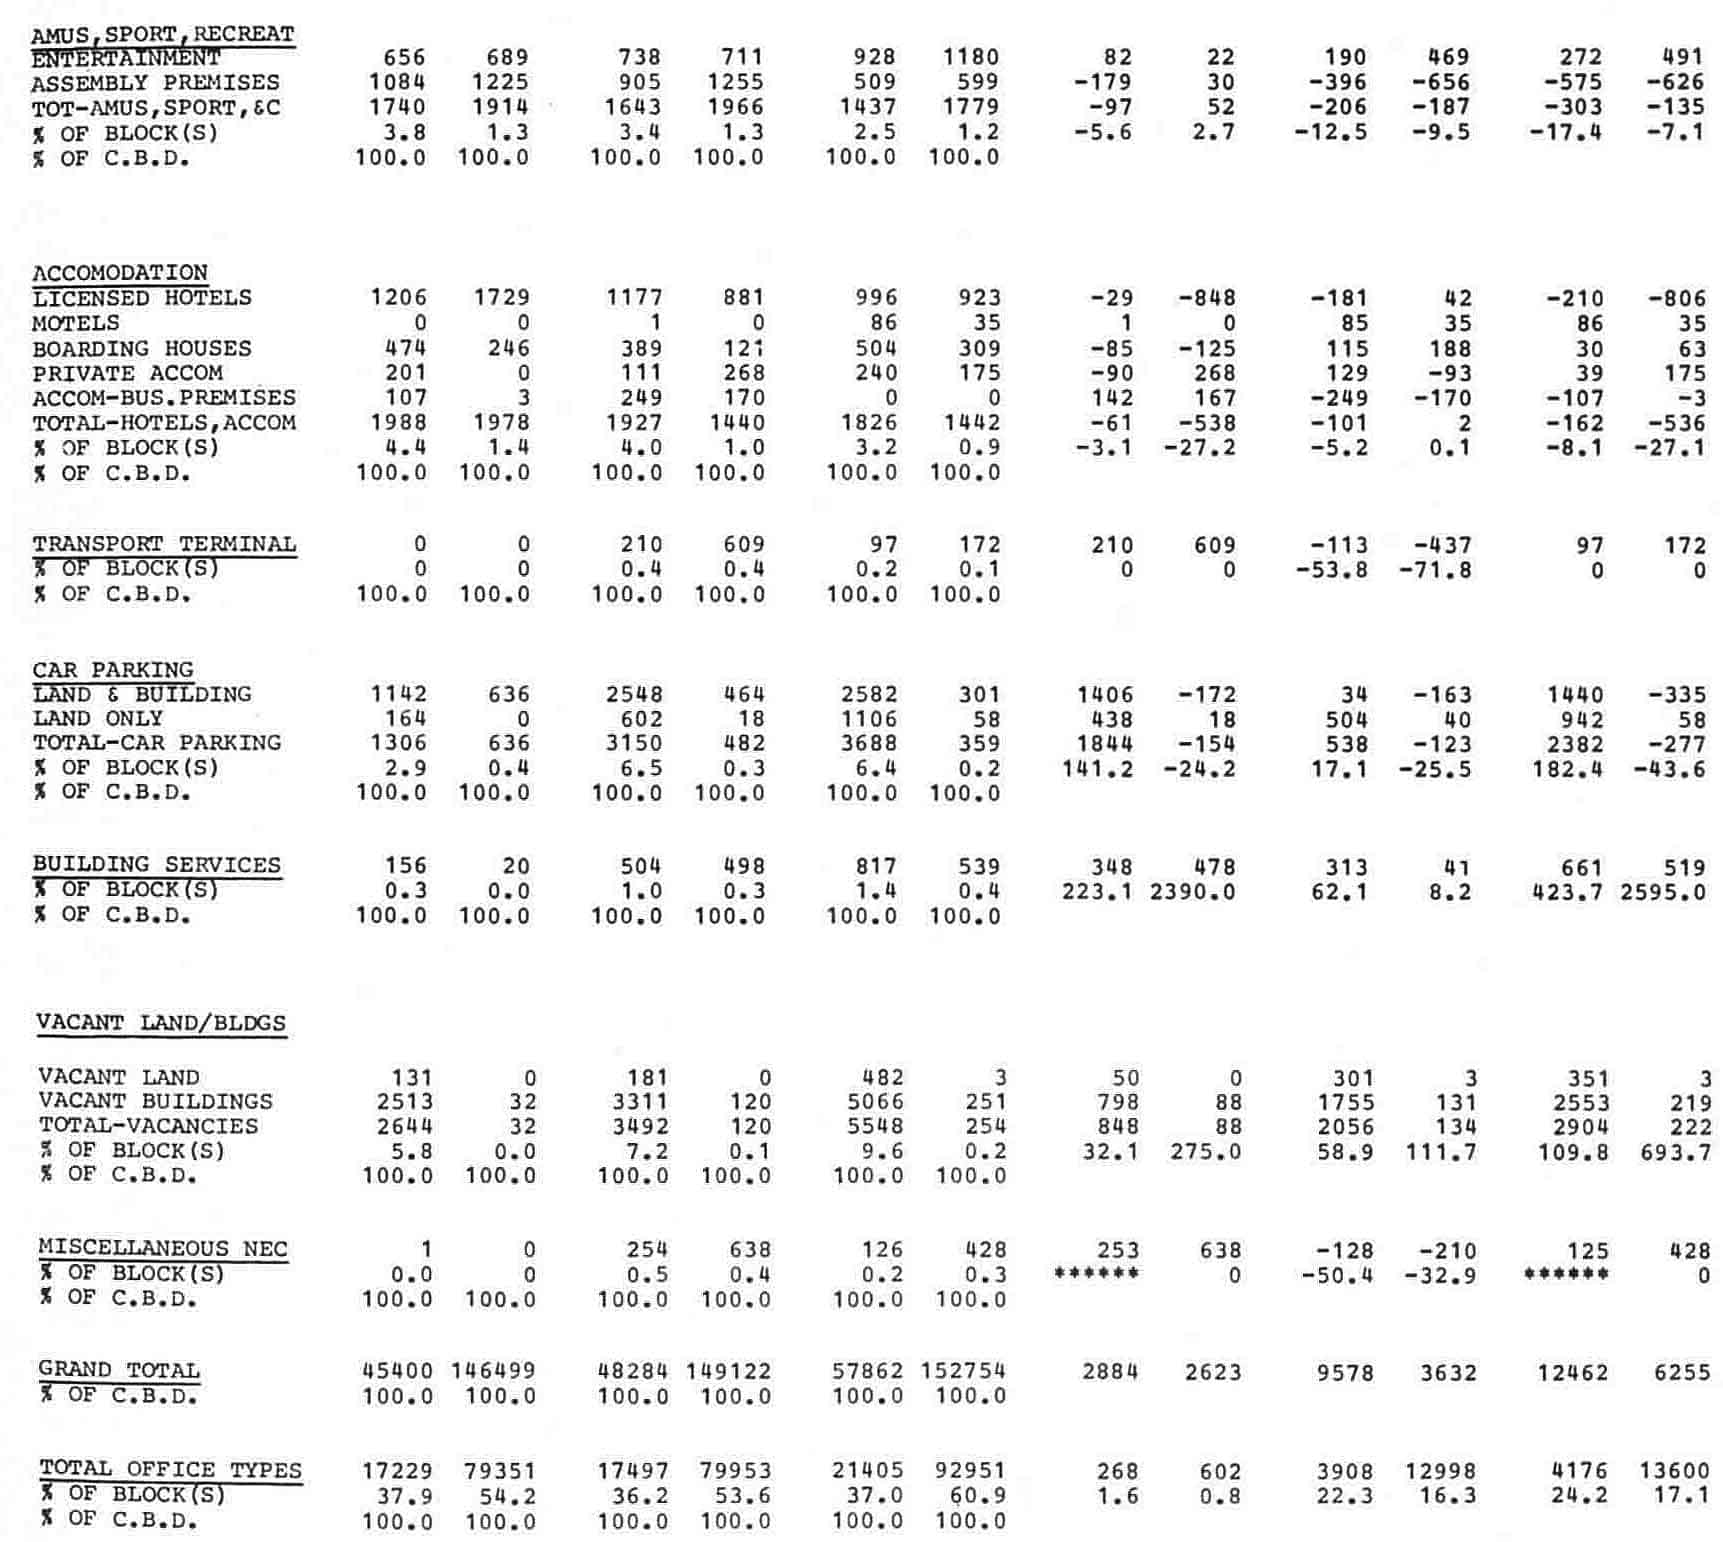 AMUS,SPORT,RECREAT
ENTERTAINMENT 656 689 738 711 928 1180 82 22 190 469 272 491
ASSEMBLY PREMISES 1084 1225 905 1255 509 599 -179 30 -396 -656 -575 -626
TOT-AMUS,SPORT,&C 1740 1914 1643 1966 1437 1779 -97 52 -206 -187 -303 -135
% OF BLOCK(S) 3.8 1.3 3.4 1.3 2.5 1.2 -5.6 2.7 -12.5 -9.5 -17.4 -7.1
% OF C.B.D. 100.0 100.0 100.0 100.0 100.0 100.0
ACCOMODATION
LICENSED HOTELS 1206 1729 1177 881 996 923 -29 -848 -181 42 -210 -806
MOTELS 0 0 1 0 86 35 1 0 85 35 86 35
BOARDING HOUSES 474 246 389 121 504 309 -85 -125 115 188 30 63
PRIVATE ACCOM 201 0 111 268 240 175 -90 268 129 -93 39 175
ACCOM-BUS.PREMISES 107 3 249 170 0 0 142 167 -249 -170 -107 -3
TOTAL-HOTELS,ACCOM 1988 1978 1927 1440 1826 1442 -61 -538 -101 2 -162 -536
% OF BLOCK(S) 4.4 1.4 4.0 1.0 3.2 0.9 -3.1 -27.2 -5.2 0.1 -8.1 -27.1
% OF C.B.D. 100.0 100.0 100.0 100.0 100.0 100.0
TRANSPORT TERMINAL 0 0 210 609 97 172 210 609 -113 -437 97 172
% OF BLOCK(S) 0 0 0.4 0.4 0.2 0.1 0 0 -53.8 -71.8 0 0
% OF C.B.D. 100.0 100.0 100.0 100.0 100.0 100.0
CAR PARKING
LAND & BUILDING 1142 636 2548 464 2582 301 1406 -172 34 -163 1440 -335
LAND ONLY 164 0 602 18 1106 58 438 18 504 40 942 58
TOTAL-CAR PARKING 1306 636 3150 482 3688 359 1844 -154 538 -123 2382 -277
% OF BLOCK(S) 2.9 0.4 6.5 0.3 6.4 0.2 141.2 -24.2 17.1 -25.5 182.4 -43.6
% OF C.B.D. 100.0 100.0 100.0 100.0 100.0 100.0
BUILDING SERVICES 156 20 504 498 817 539 348 478 313 41 661 519
% OF BLOCK(S) 0.3 0.0 1.0 0.3 1.4 0.4 223.1 2390.0 62.1 8.2 423.7 2595.0
% OF C.B.D. 100.0 100.0 100.0 100.0 100.0 100.0
VACANT LAND/BLDGS
VACANT LAND 131 0 181 0 482 3 50 0 301 3 351 3
VACANT BUILDINGS 2513 32 3311 120 5066 251 798 88 1755 131 2553 219
TOTAL-VACANCIES 2644 32 3492 120 5548 254 848 88 2056 134 2904 222
% OF BLOCK(S) 5.8 0.0 7.2 0.1 9.6 0.2 32.1 275.0 58.9 111.7 109.8 693.7
% OF C.B.D. 100.0 100.0 100.0 100.0 100.0 100.0
MISCELLANEOUS NEC 1 0 254 638 126 428 253 638 -128 -210 125 428
% OF BLOCK(S) 0.0 0 0.5 0.4 0.2 0.3 ****** 0 -50.4 -32.9 ****** 0
% OF C.B.D. 100.0 100.0 100.0 100.0 100.0 100.0
GRAND TOTAL 45400 146499 48284 149122 57862 152754 2884 2623 9578 3632 12462 6255
% OF C.B.D. 100.0 100.0 100.0 100.0 100.0 100.0
TOTAL OFFICE TYPES 17229 79351 17497 79953 21405 92951 268 602 3908 12998 4176 13600
% OF BLOCK(S) 37.9 54.2 36.2 53.6 37.0 60.9 1.6 0.8 22.3 16.3 24.2 17.1
% OF C.B.D. 100.0 100.0 100.0 100.0 100.0 100.0